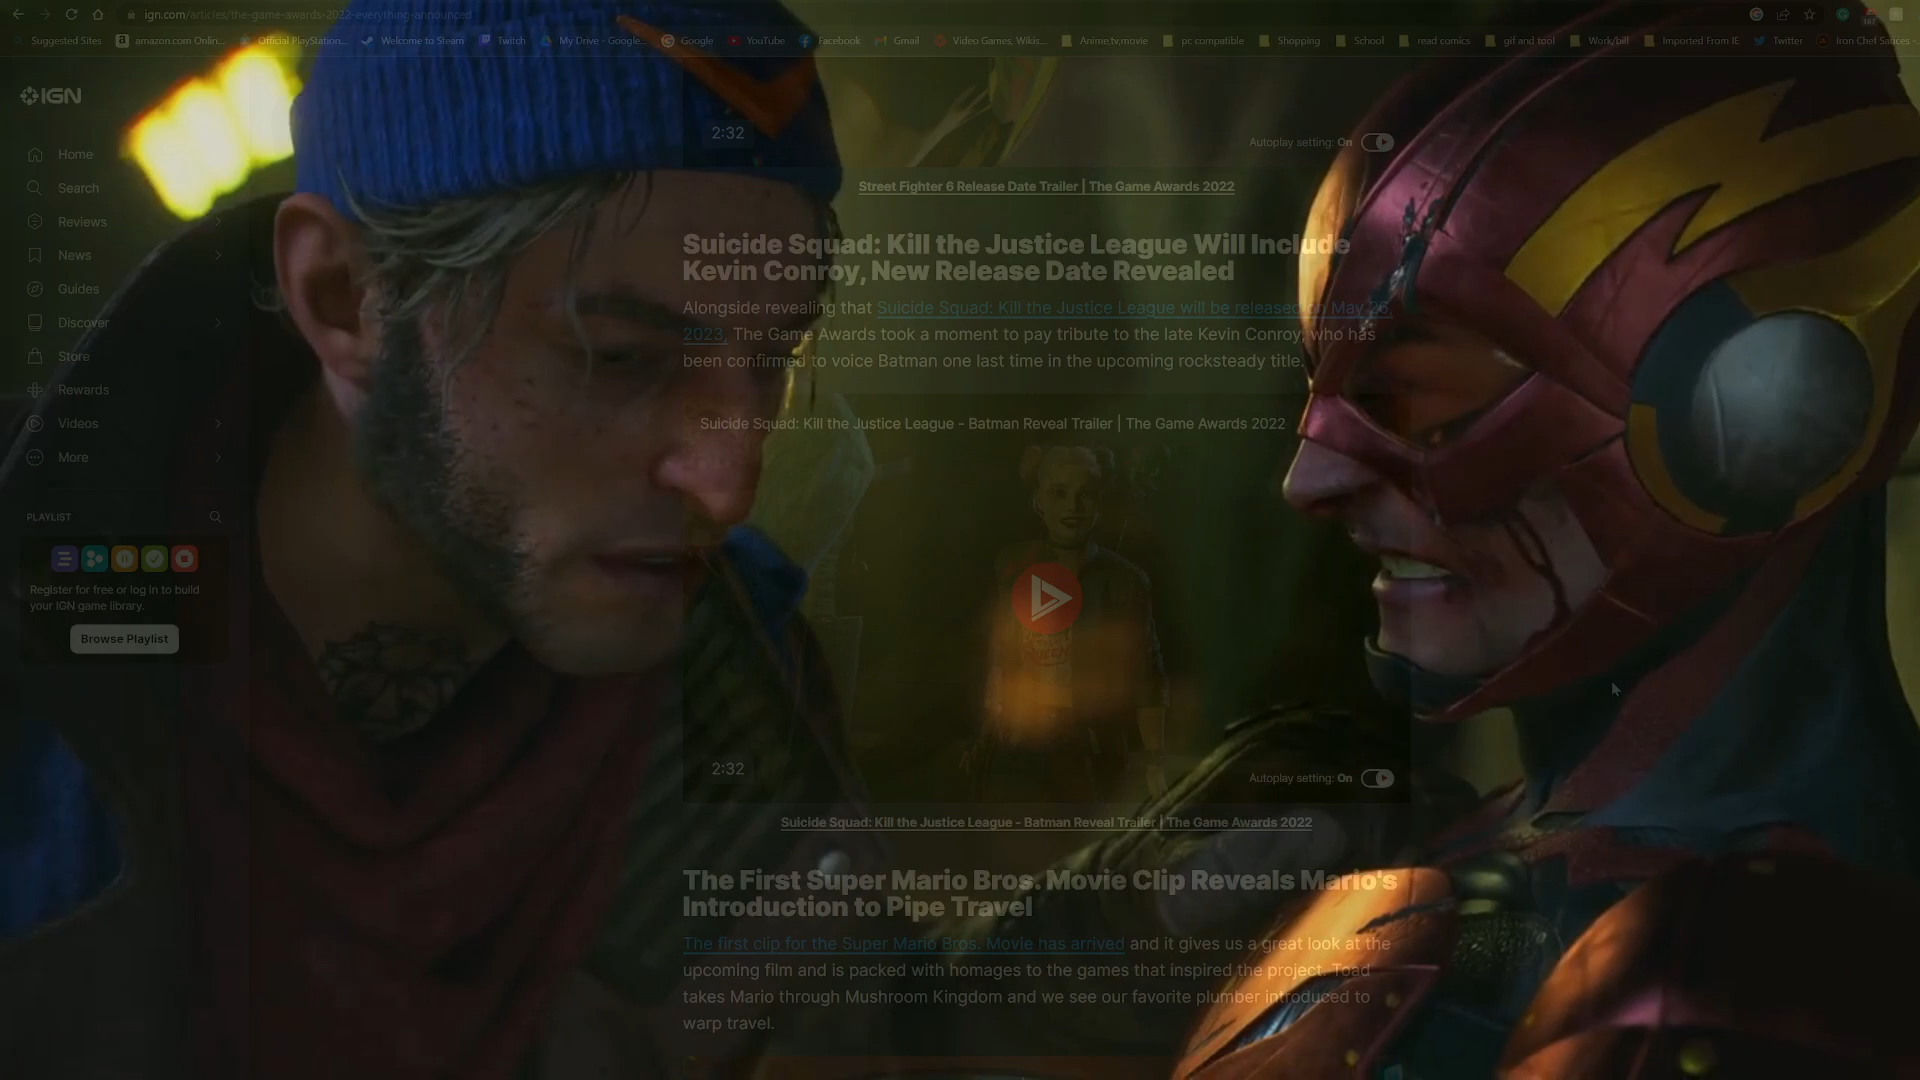 ign.com/articles/the-game-awards-2022-everything-announced
Suggested Sites
amazon.com Onlin...
Official PlayStation...
Welcome to Steam
Twitch
My Drive - Google...
Google
YouTube
Facebook
Gmail
Video Games, Wikis...
Anime,tv,movie
pc compatible
Shopping
School
read comics
gif and tool
Work/bill
Imported From IE
Twitter
Iron Chef Sauces -
IGN
Home
Search
Reviews
News
Guides
Discover
Store
Rewards
Videos
More
PLAYLIST
Register for free or log in to build
your IGN game library.
Browse Playlist
2:32
Autoplay setting: On
Street Fighter 6 Release Date Trailer | The Game Awards 2022
Suicide Squad: Kill the Justice League Will Include
Kevin Conroy, New Release Date Revealed
Alongside revealing that Suicide Squad: Kill the Justice League will be released on May 26,
2023, The Game Awards took a moment to pay tribute to the late Kevin Conroy, who has
been confirmed to voice Batman one last time in the upcoming rocksteady title.
Suicide Squad: Kill the Justice League - Batman Reveal Trailer | The Game Awards 2022
2:32
Autoplay setting: On
Suicide Squad: Kill the Justice League - Batman Reveal Trailer | The Game Awards 2022
The First Super Mario Bros. Movie Clip Reveals Mario's
Introduction to Pipe Travel
The first clip for the Super Mario Bros. Movie has arrived and it gives us a great look at the
upcoming film and is packed with homages to the games that inspired the project. Toad
takes Mario through Mushroom Kingdom and we see our favorite plumber introduced to
warp travel.